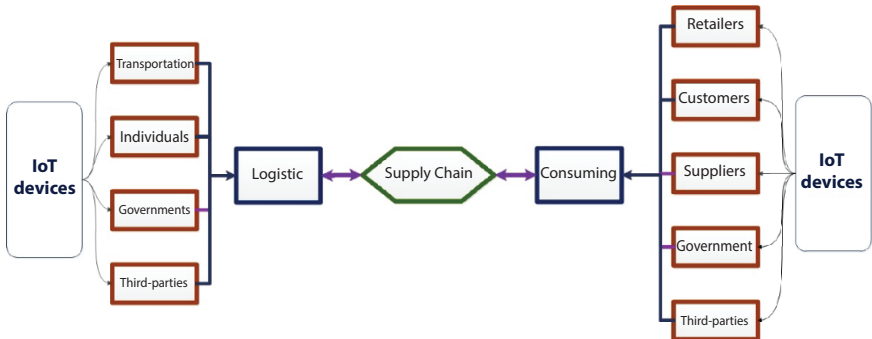 IoT
devices
Transportation
Individuals
Governments
Third-parties
Logistic
Supply Chain
Consuming
Retailers
Customers
Suppliers
Government
Third-parties
IoT
devices